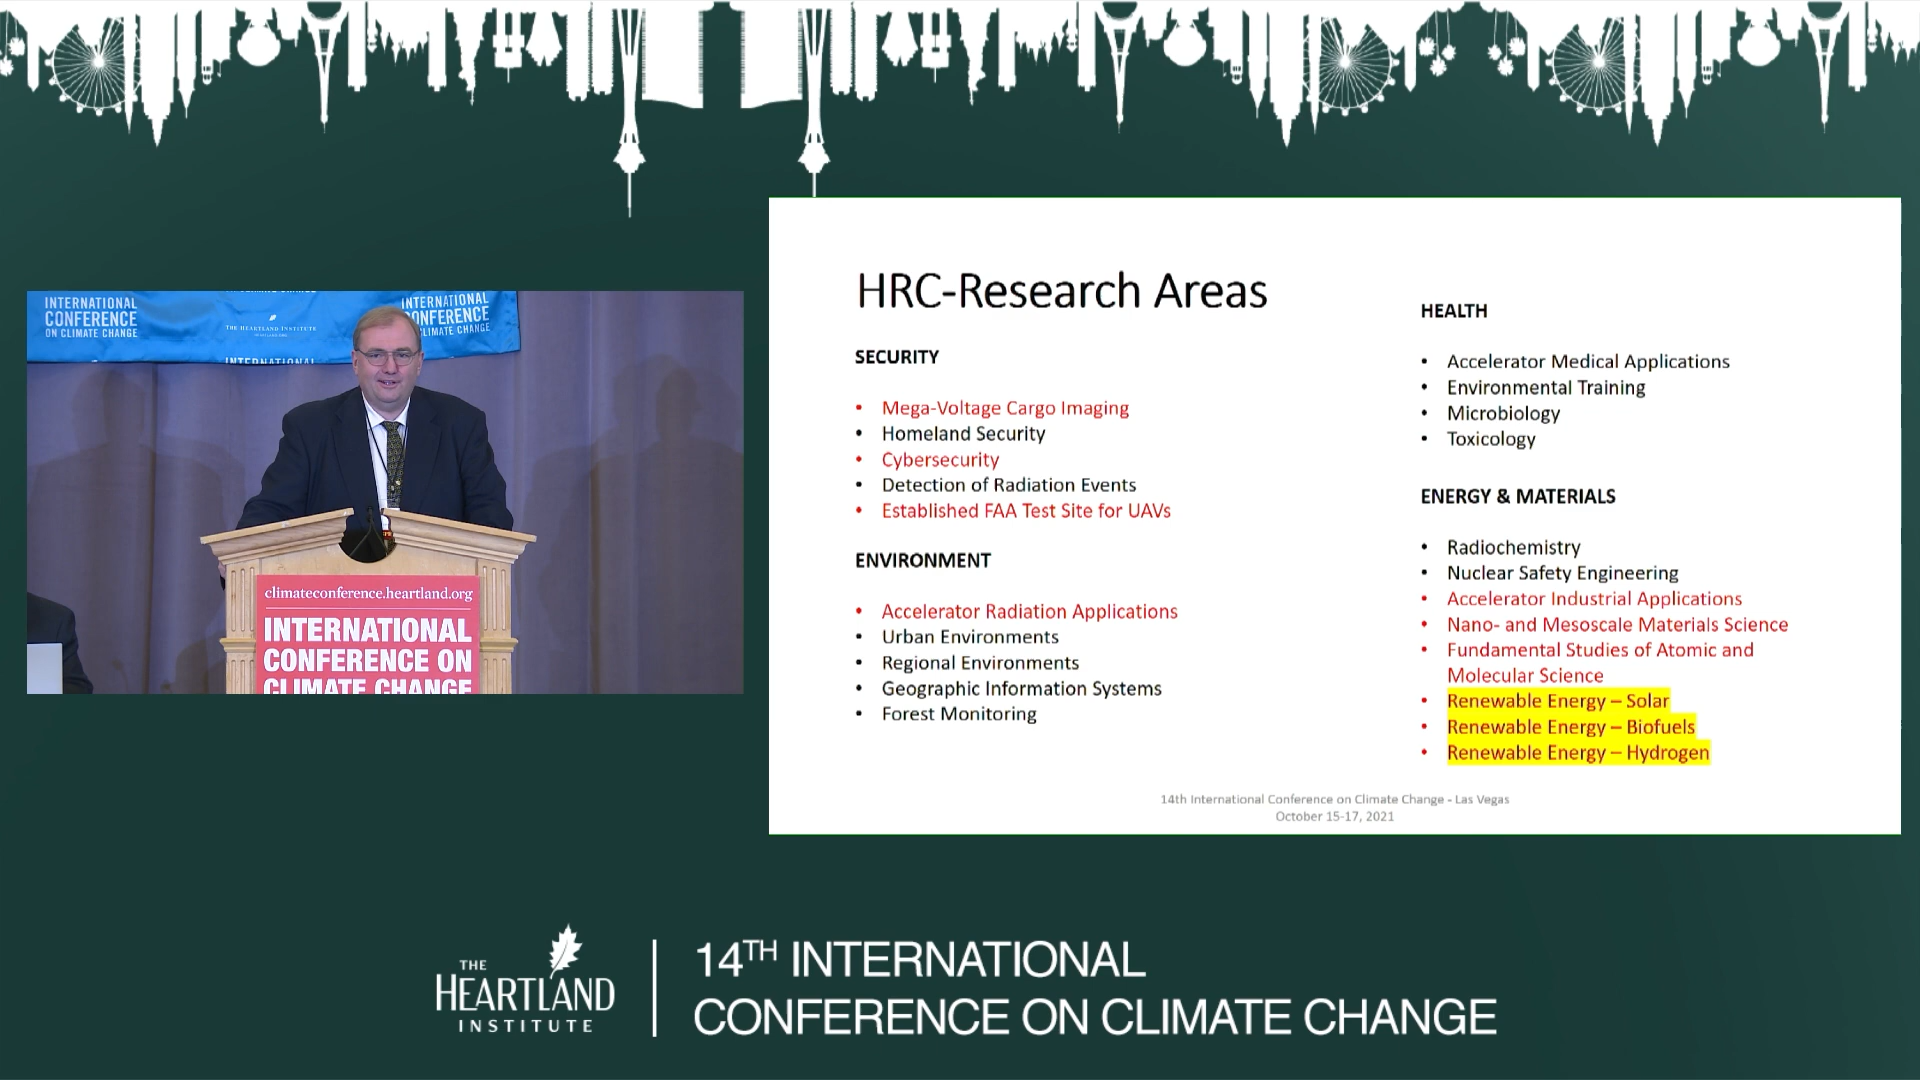 INTERNATIONAL
CONFERENCE
ON CLIMATE CHANGE
THE HEARTLAND INSTITUTE
INTERNATIONAL
INTERNATIONAL
CONFERENCE
CLIMATE CHANGE
climateconference.heartland.org
INTERNATIONAL
CONFERENCE ON
CLIMATE CHANGE
HRC-Research Areas
SECURITY
• Mega-Voltage Cargo Imaging
• Homeland Security
• Cybersecurity
• Detection of Radiation Events
• Established FAA Test Site for UAVs
ENVIRONMENT
• Accelerator Radiation Applications
• Urban Environments
• Regional Environments
• Geographic Information Systems
• Forest Monitoring
HEALTH
• Accelerator Medical Applications
• Environmental Training
• Microbiology
• Toxicology
ENERGY & MATERIALS
• Radiochemistry
• Nuclear Safety Engineering
• Accelerator Industrial Applications
• Nano- and Mesoscale Materials Science
• Fundamental Studies of Atomic and
Molecular Science
• Renewable Energy – Solar
• Renewable Energy – Biofuels
• Renewable Energy – Hydrogen
14th International Conference on Climate Change - Las Vegas
October 15-17, 2021
THE
HEARTLAND
INSTITUTE
14TH INTERNATIONAL
CONFERENCE ON CLIMATE CHANGE